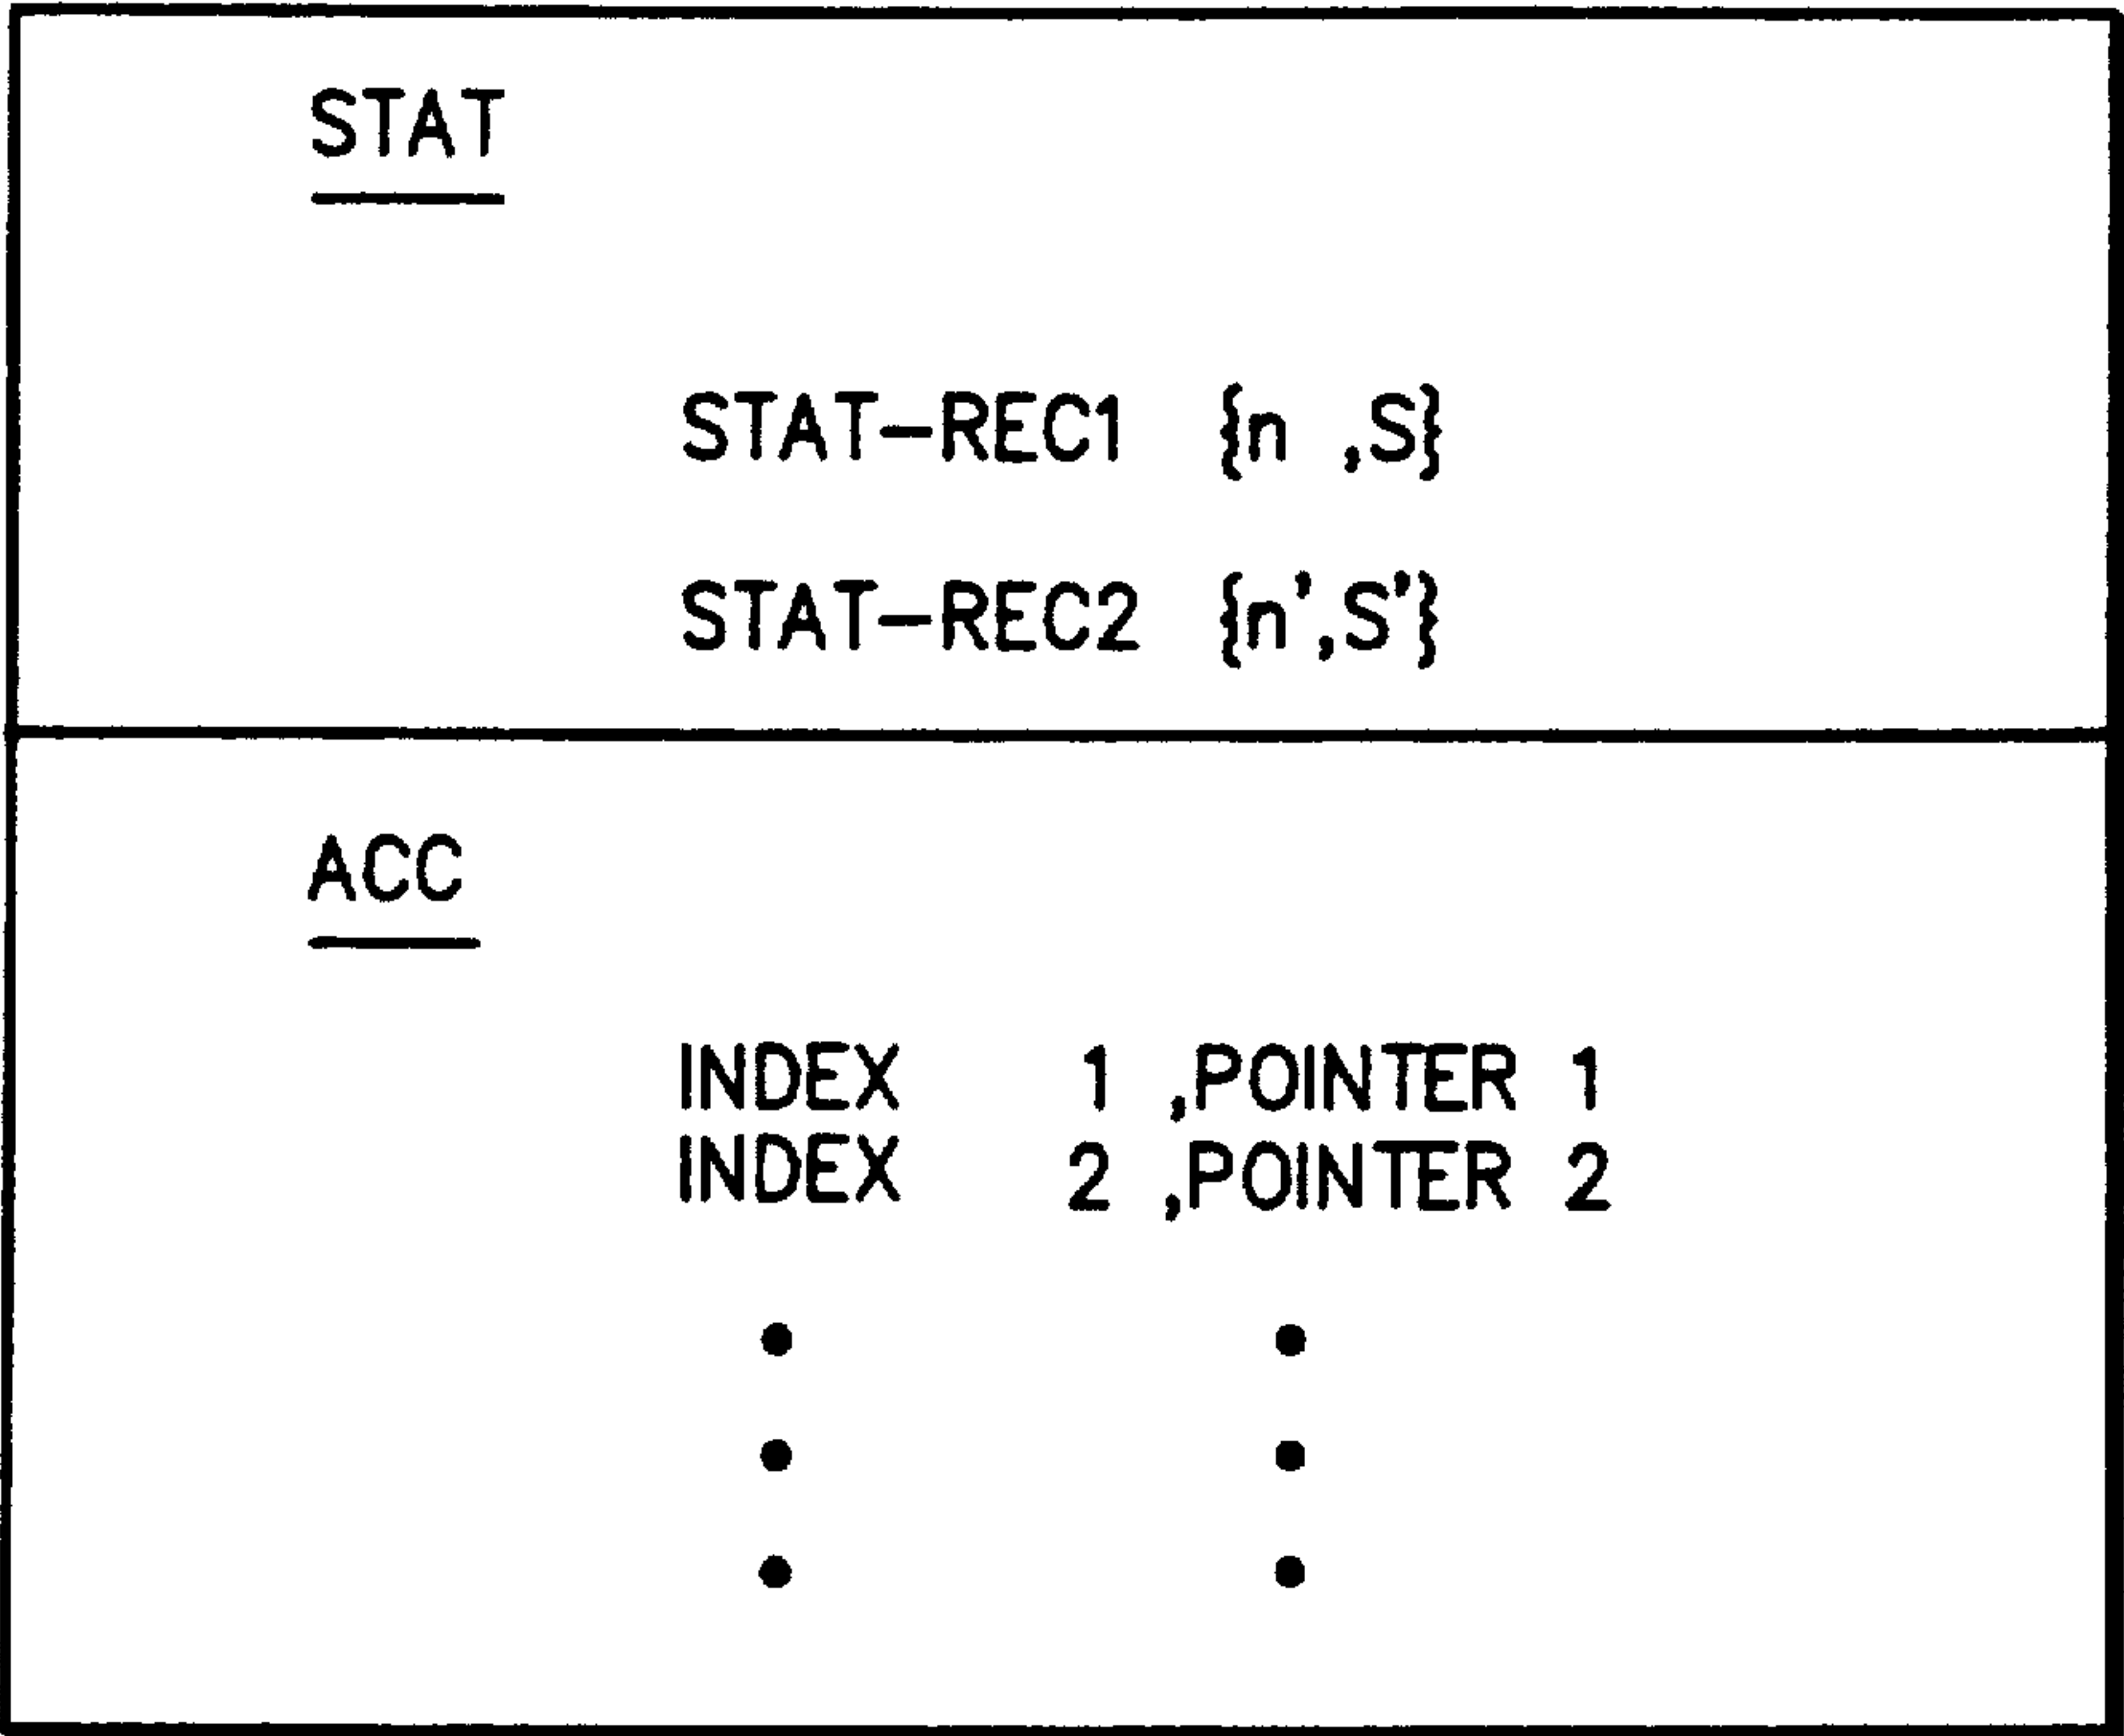 STAT
STAT-REC1 {n ,S}
STAT-REC2 {n',S'}
ACC
INDEX 1 ,POINTER 1
INDEX 2 ,POINTER 2